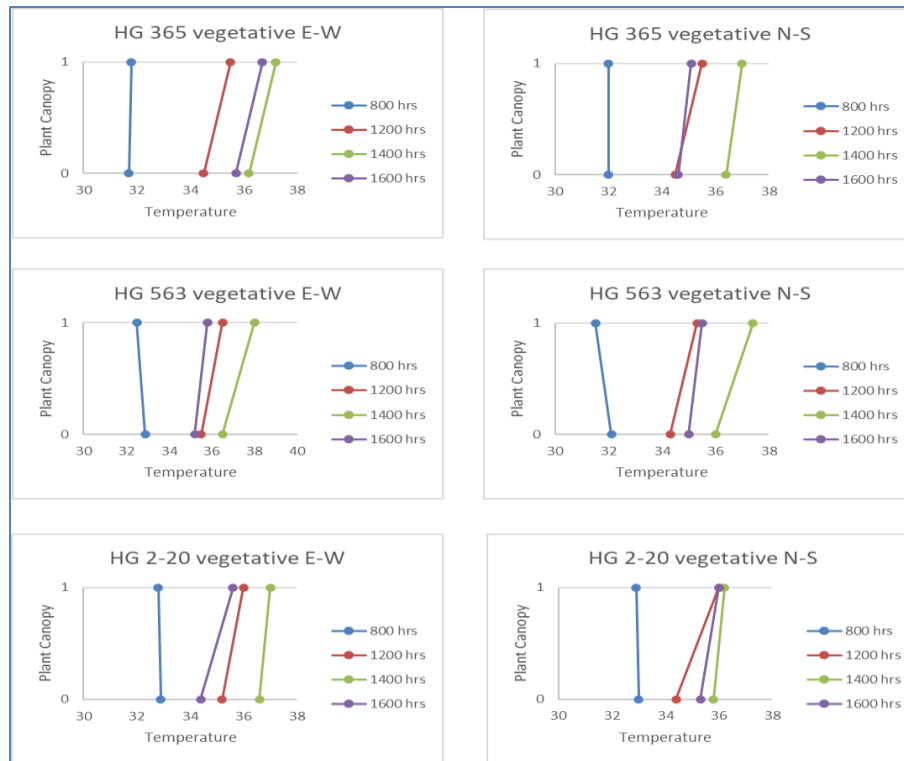 HG 365 vegetative E-W
1
0
Plant Canopy
30 32 34 36 38
Temperature
800 hrs
1200 hrs
1400 hrs
1600 hrs
HG 365 vegetative N-S
1
0
Plant Canopy
30 32 34 36 38
Temperature
800 hrs
1200 hrs
1400 hrs
1600 hrs
HG 563 vegetative E-W
1
0
Plant Canopy
30 32 34 36 38 40
Temperature
800 hrs
1200 hrs
1400 hrs
1600 hrs
HG 563 vegetative N-S
1
0
Plant Canopy
30 32 34 36 38
Temperature
800 hrs
1200 hrs
1400 hrs
1600 hrs
HG 2-20 vegetative E-W
1
0
Plant Canopy
30 32 34 36 38
Temperature
800 hrs
1200 hrs
1400 hrs
1600 hrs
HG 2-20 vegetative N-S
1
0
Plant Canopy
30 32 34 36 38
Temperature
800 hrs
1200 hrs
1400 hrs
1600 hrs